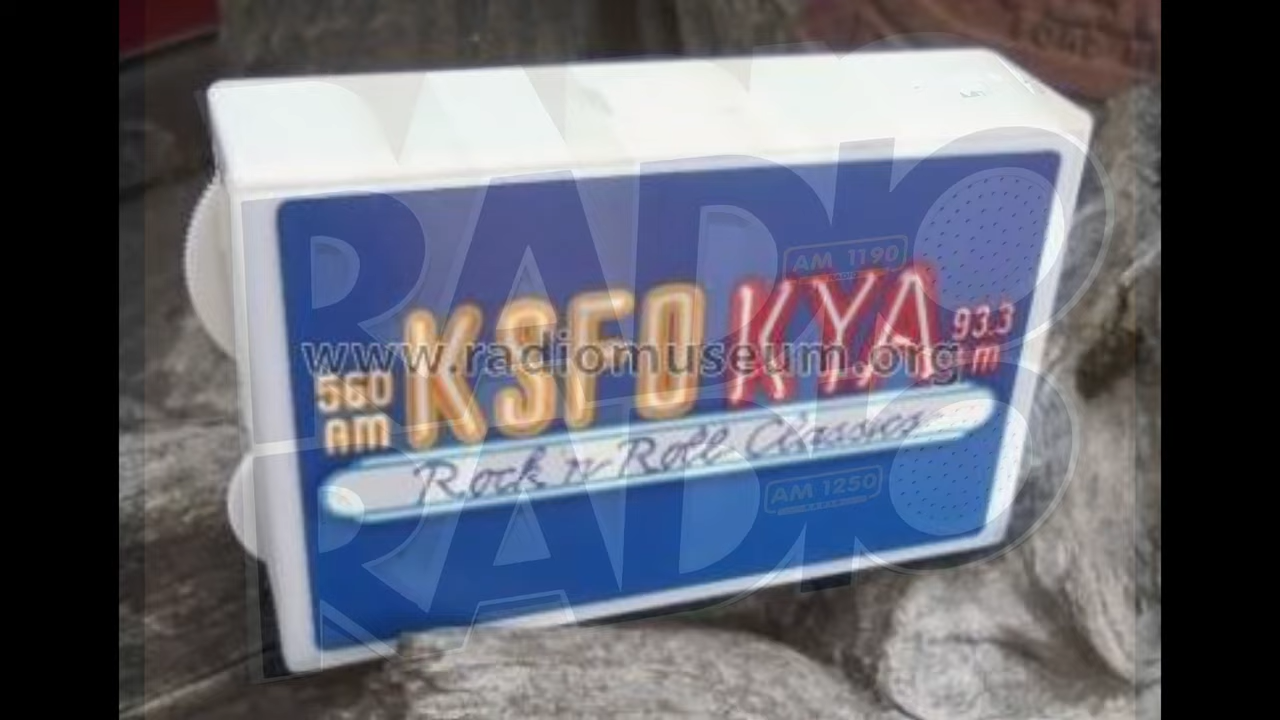 RADIO
AM 1190
KSFO KYA 93.3
fm
www.radiomuseum.org
560
AM
Rock n Roll Classics
RADIO
AM 1250